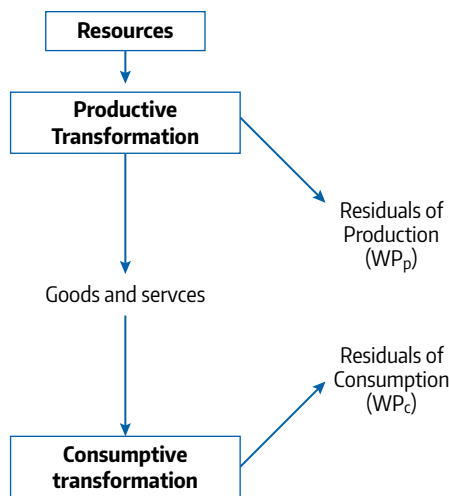 Resources
Productive
Transformation
Residuals of
Production
(WPp)
Goods and servces
Residuals of
Consumption
(WPc)
Consumptive
transformation